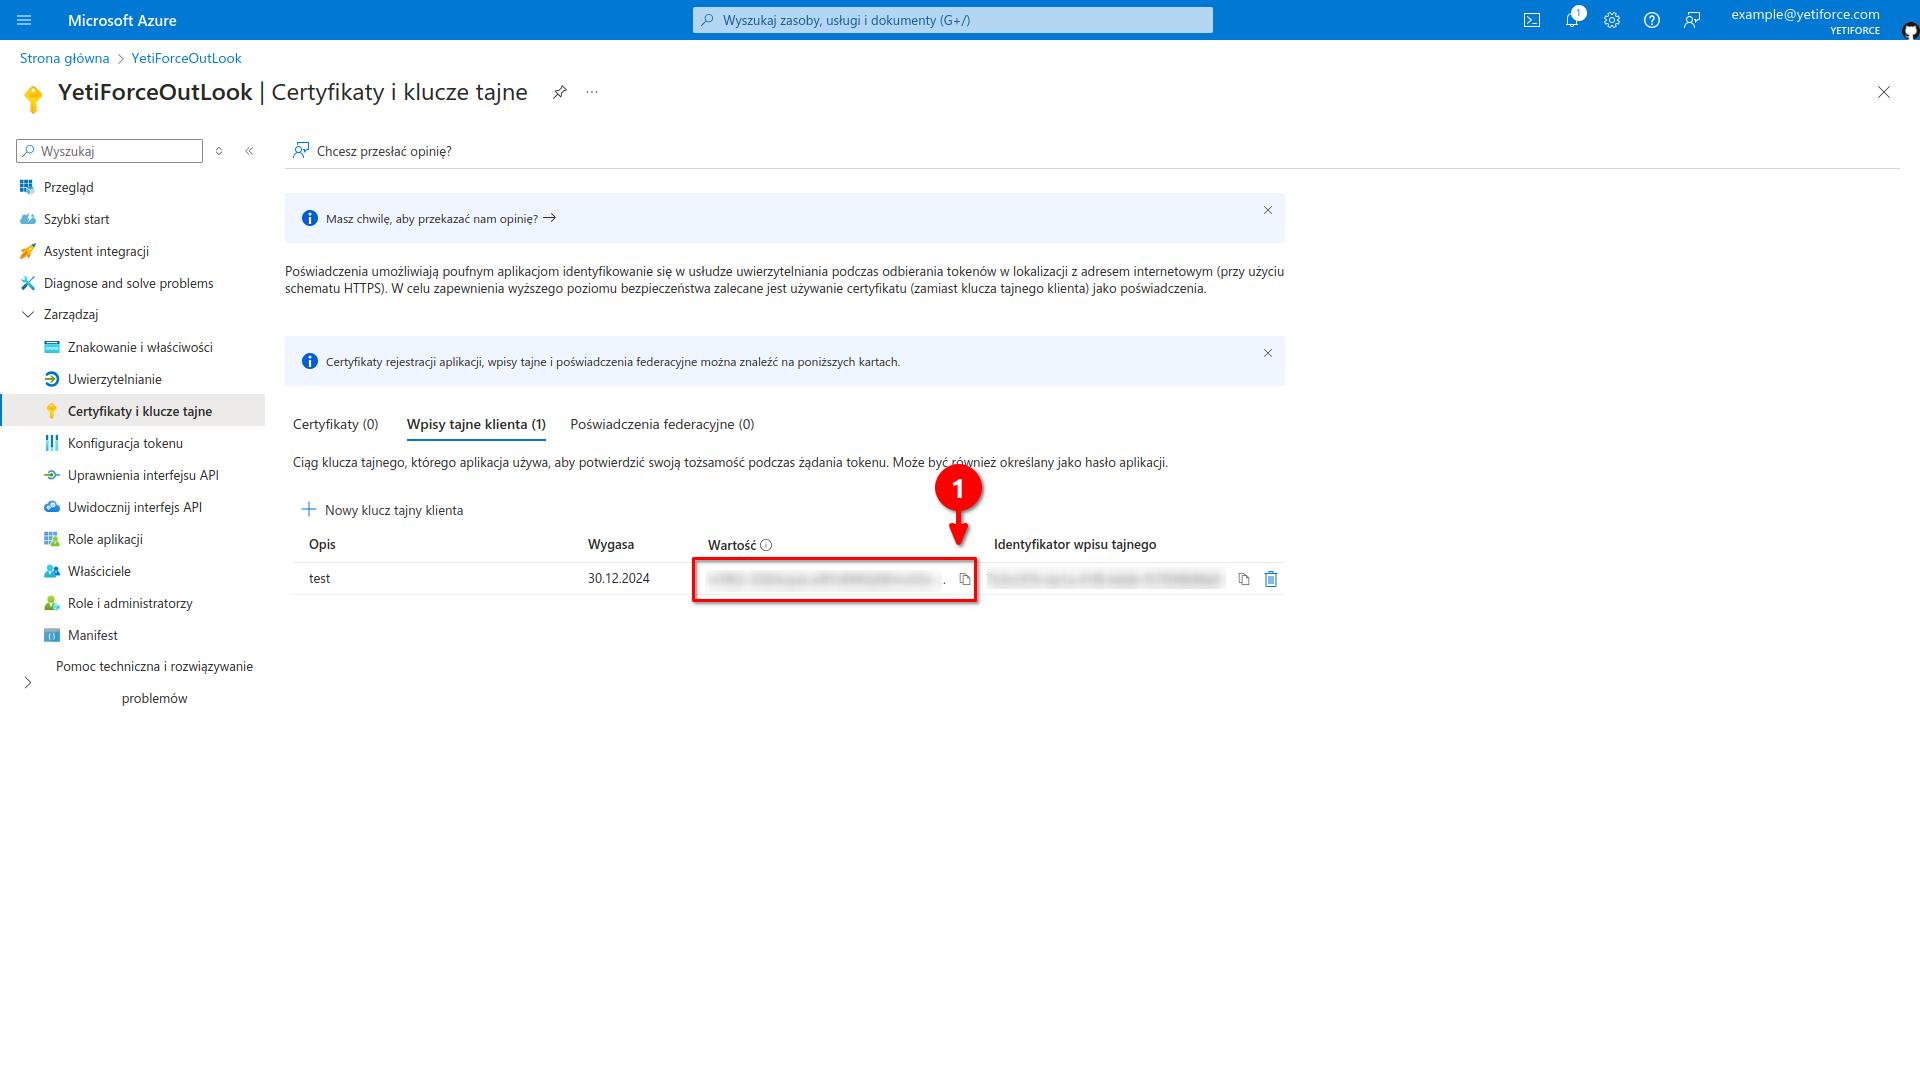 Microsoft Azure
Wyszukaj zasoby, usługi i dokumenty (G+/)
1
example@yetiforce.com
YETIFORCE
Strona główna > YetiForceOutLook
YetiForceOutLook | Certyfikaty i klucze tajne
Wyszukaj
Chcesz przesłać opinię?
Przegląd
Szybki start
Asystent integracji
Diagnose and solve problems
Zarządzaj
Znakowanie i właściwości
Uwierzytelnianie
Certyfikaty i klucze tajne
Konfiguracja tokenu
Uprawnienia interfejsu API
Uwidocznij interfejs API
Role aplikacji
Właściciele
Role i administratorzy
Manifest
Pomoc techniczna i rozwiązywanie
problemów
Masz chwilę, aby przekazać nam opinię?
Poświadczenia umożliwiają poufnym aplikacjom identyfikowanie się w usłudze uwierzytelniania podczas odbierania tokenów w lokalizacji z adresem internetowym (przy użyciu
schematu HTTPS). W celu zapewnienia wyższego poziomu bezpieczeństwa zalecane jest używanie certyfikatu (zamiast klucza tajnego klienta) jako poświadczenia.
Certyfikaty rejestracji aplikacji, wpisy tajne i poświadczenia federacyjne można znaleźć na poniższych kartach.
Certyfikaty (0) Wpisy tajne klienta (1) Poświadczenia federacyjne (0)
Ciąg klucza tajnego, którego aplikacja używa, aby potwierdzić swoją tożsamość podczas żądania tokenu. Może być również określany jako hasło aplikacji.
1
Nowy klucz tajny klienta
Opis Wygasa Wartość Identyfikator wpisu tajnego
test 30.12.2024